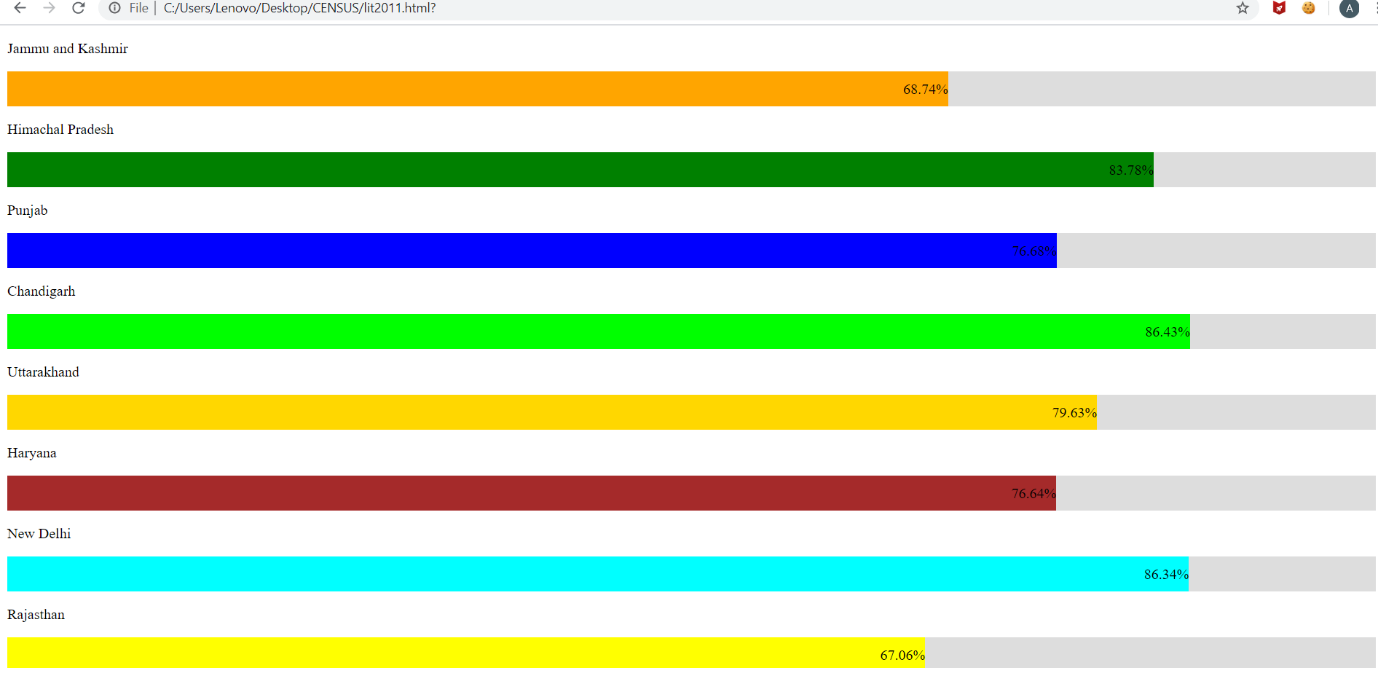 File | C:/Users/Lenovo/Desktop/CENSUS/lit2011.html?
A
Jammu and Kashmir
68.74%
Himachal Pradesh
83.78%
Punjab
76.68%
Chandigarh
86.43%
Uttarakhand
79.63%
Haryana
76.64%
New Delhi
86.34%
Rajasthan
67.06%